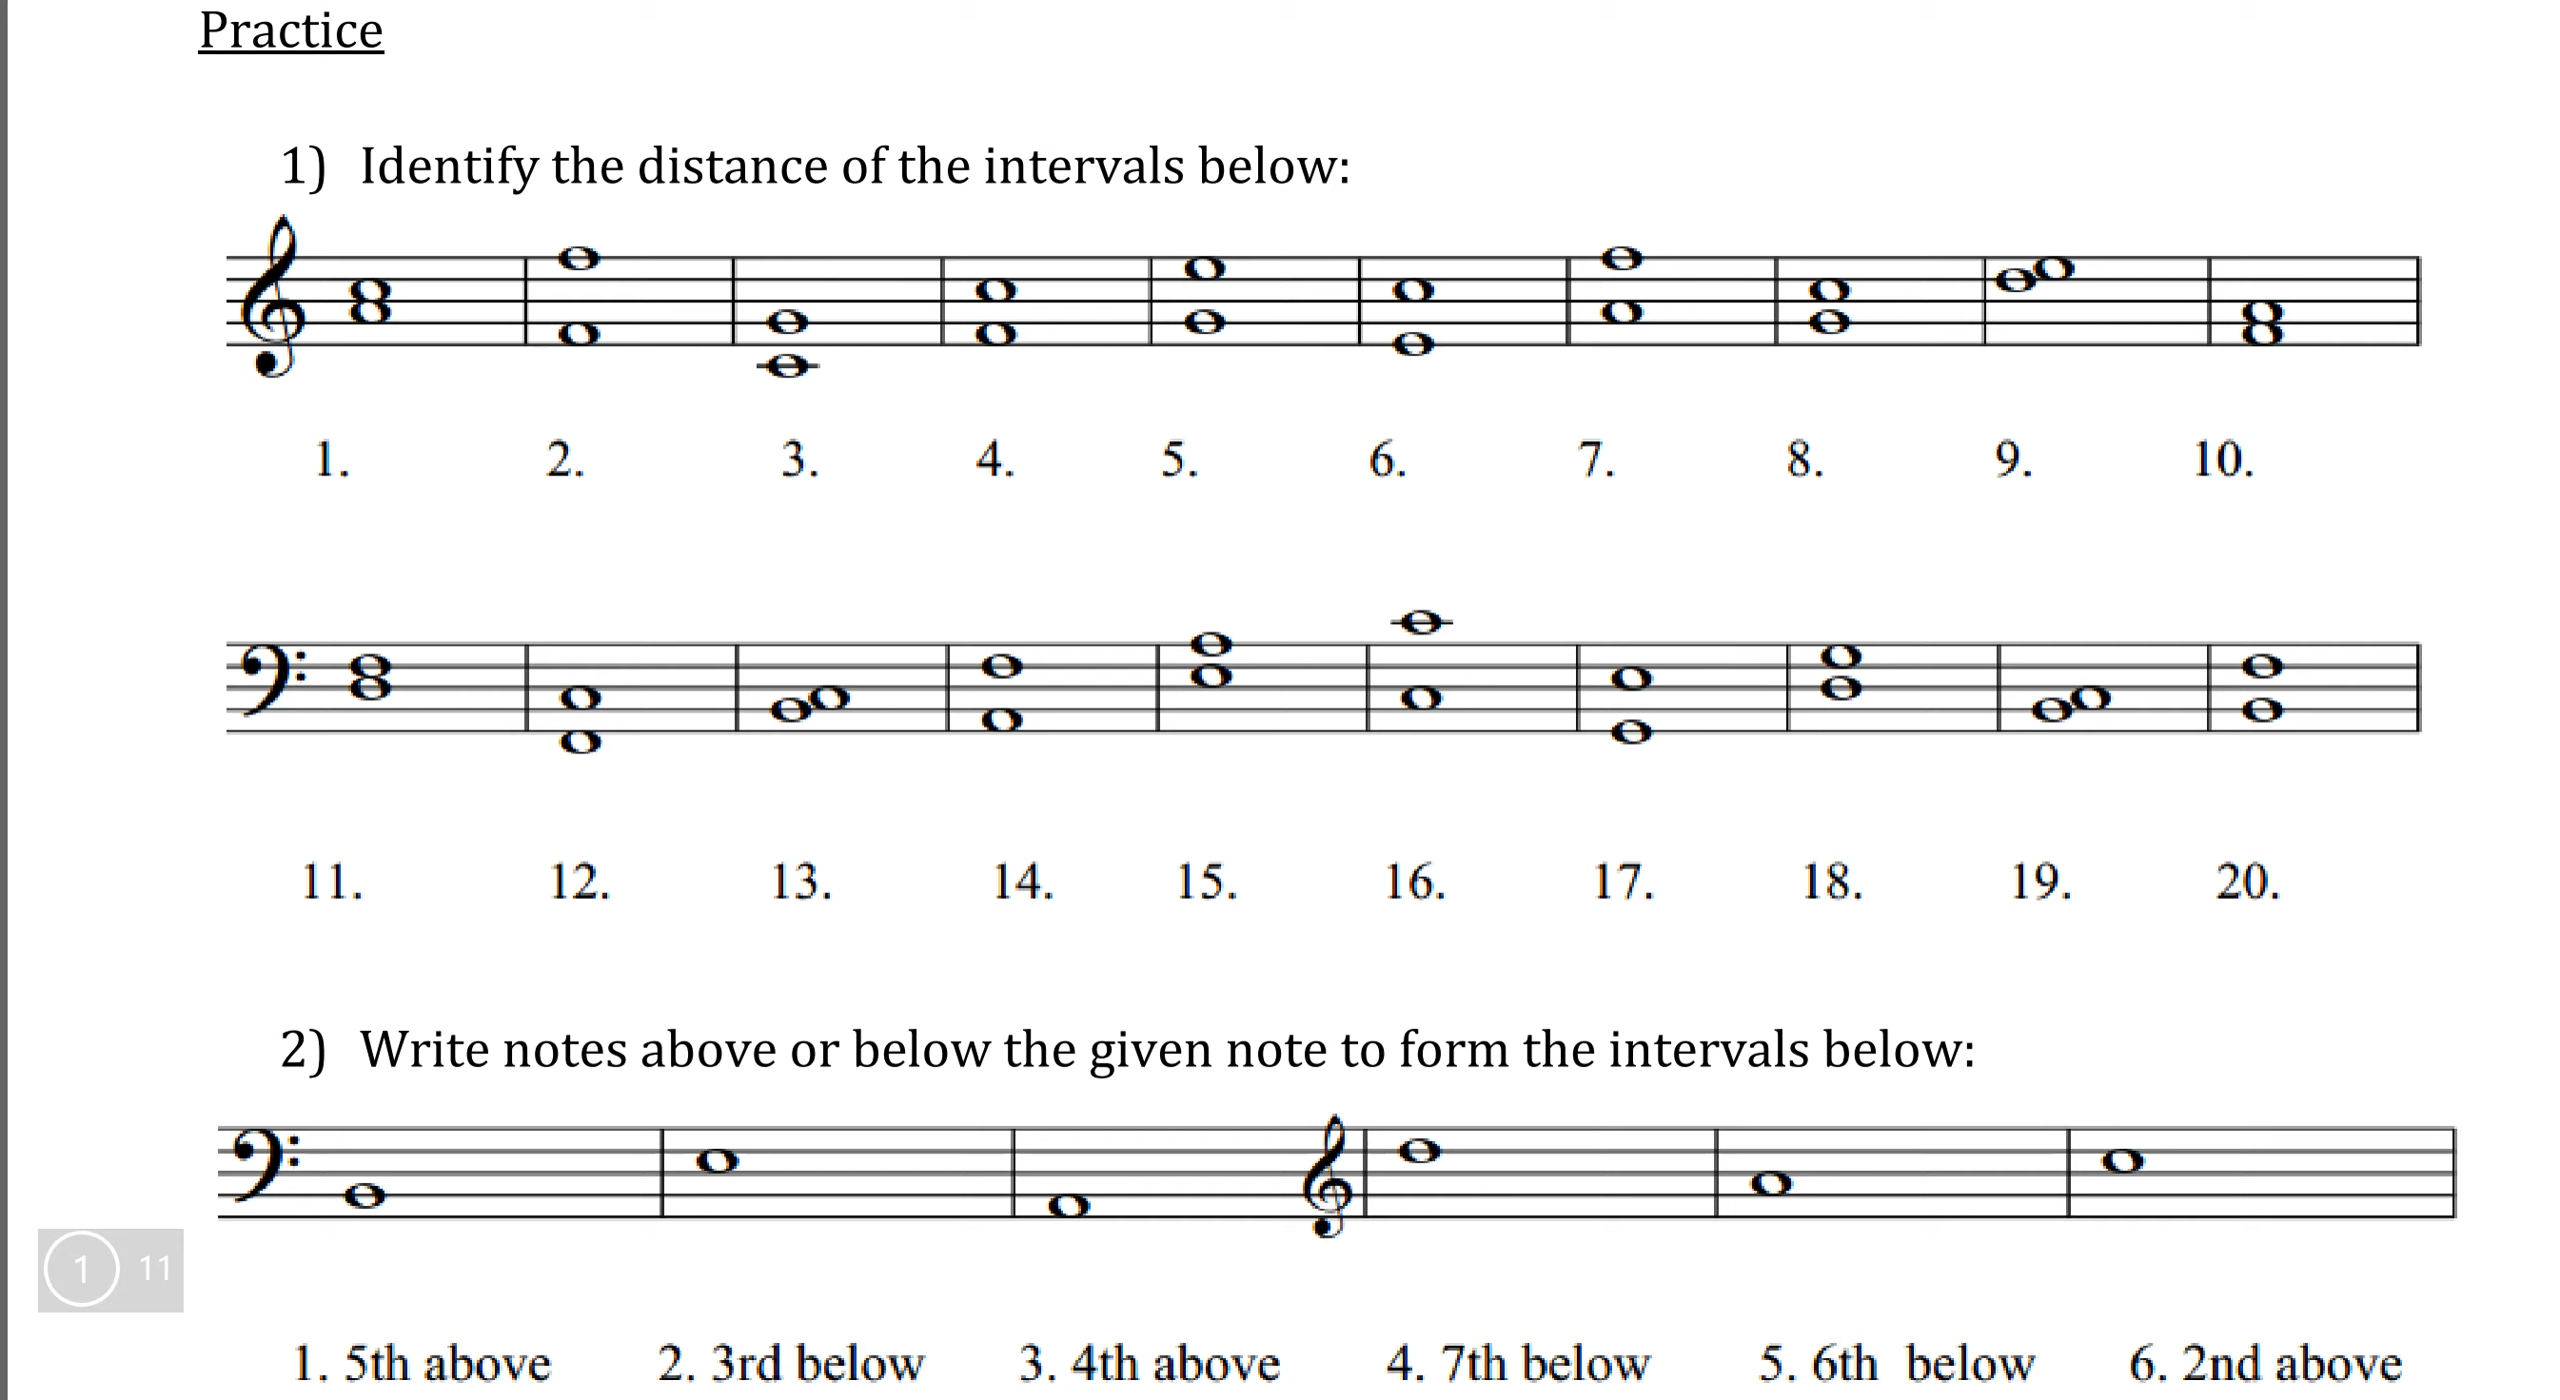 Practice
1) Identify the distance of the intervals below:
1. 2. 3. 4. 5. 6. 7. 8. 9. 10.
11. 12. 13. 14. 15. 16. 17. 18. 19. 20.
2) Write notes above or below the given note to form the intervals below:
1 11
1. 5th above 2. 3rd below 3. 4th above 4. 7th below 5. 6th below 6. 2nd above